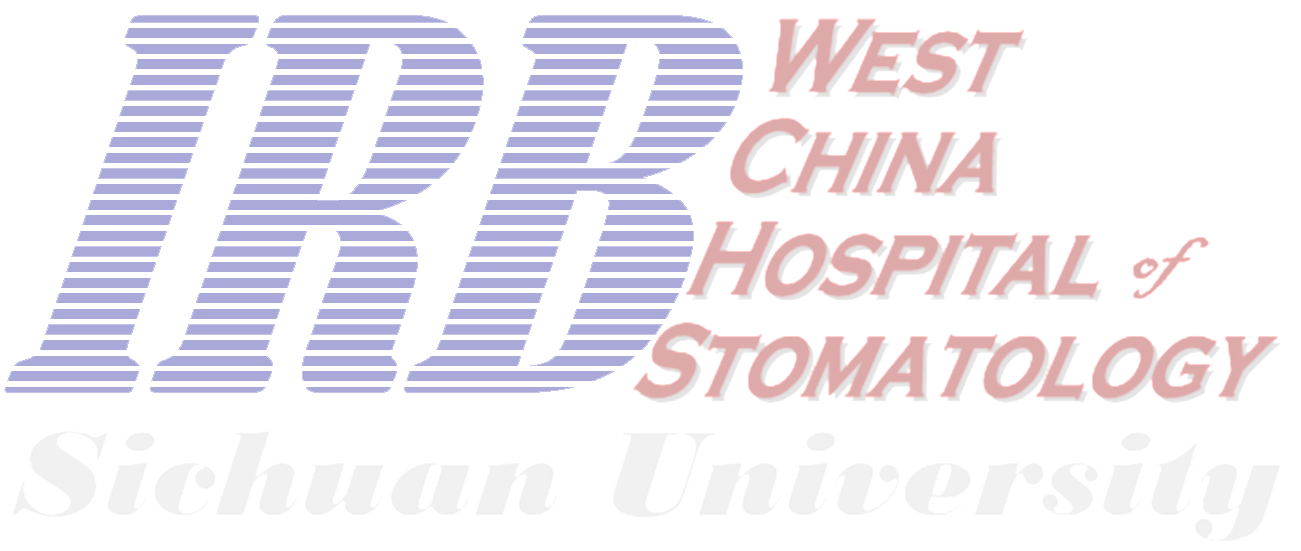 IRB
WEST
CHINA
HOSPITAL of
STOMATOLOGY
Sichuan University